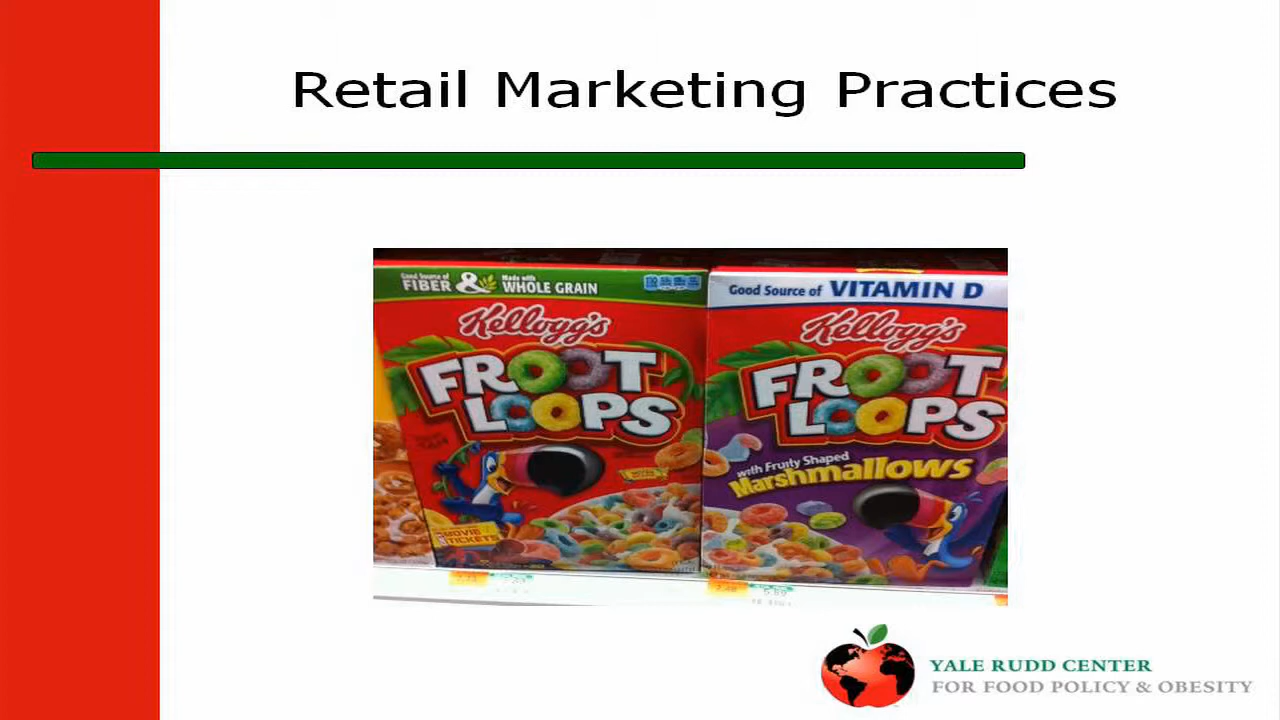 Retail Marketing Practices
Good Source of
FIBER & Made with
WHOLE GRAIN
Kellogg's
FROOT
LOOPS
MOVIE
TICKETS
Good Source of VITAMIN D
Kellogg's
FROOT
LOOPS
with Fruity Shaped
Marshmallows
YALE RUDD CENTER
FOR FOOD POLICY & OBESITY